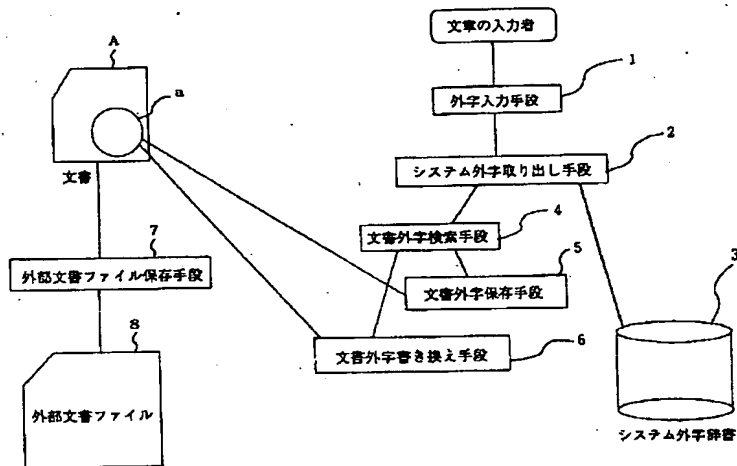 文章の入力者
A
1
a
外字入力手段
2
システム外字取り出し手段
文書
4
文書外字検索手段
7
5
外部文書ファイル保存手段
文書外字保存手段
3
8
文書外字書き換え手段
6
外部文書ファイル
システム外字辞書